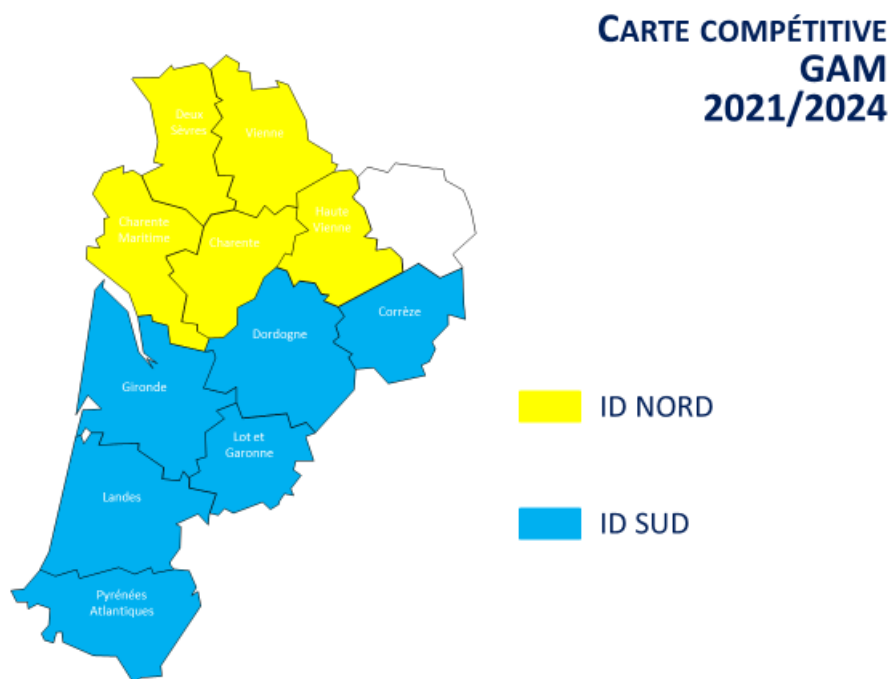 CARTE COMPÉTITIVE
GAM
2021/2024
Deux
Sèvres
Vienne
Charente
Maritime
Charente
Haute
Vienne
Corrèze
Dordogne
Gironde
Lot et
Garonne
Landes
Pyrénées
Atlantiques
ID NORD
ID SUD